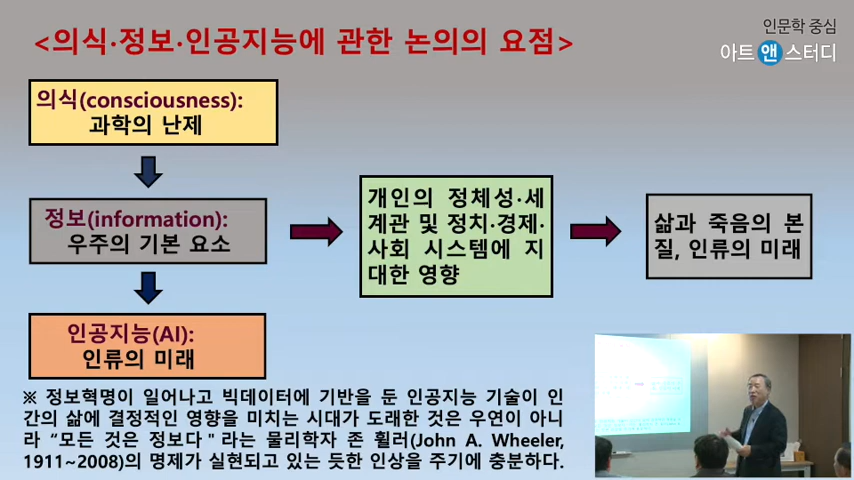 <의식·정보·인공지능에 관한 논의의 요점>
인문학 중심
아트앤스터디
의식(consciousness):
과학의 난제
정보(information):
우주의 기본 요소
개인의 정체성·세
계관 및 정치·경제·
사회 시스템에 지
대한 영향
삶과 죽음의 본
질, 인류의 미래
인공지능(AI):
인류의 미래
※ 정보혁명이 일어나고 빅데이터에 기반을 둔 인공지능 기술이 인
간의 삶에 결정적인 영향을 미치는 시대가 도래한 것은 우연이 아니
라 “모든 것은 정보다＂라는 물리학자 존 휠러(John A. Wheeler,
1911~2008)의 명제가 실현되고 있는 듯한 인상을 주기에 충분하다.